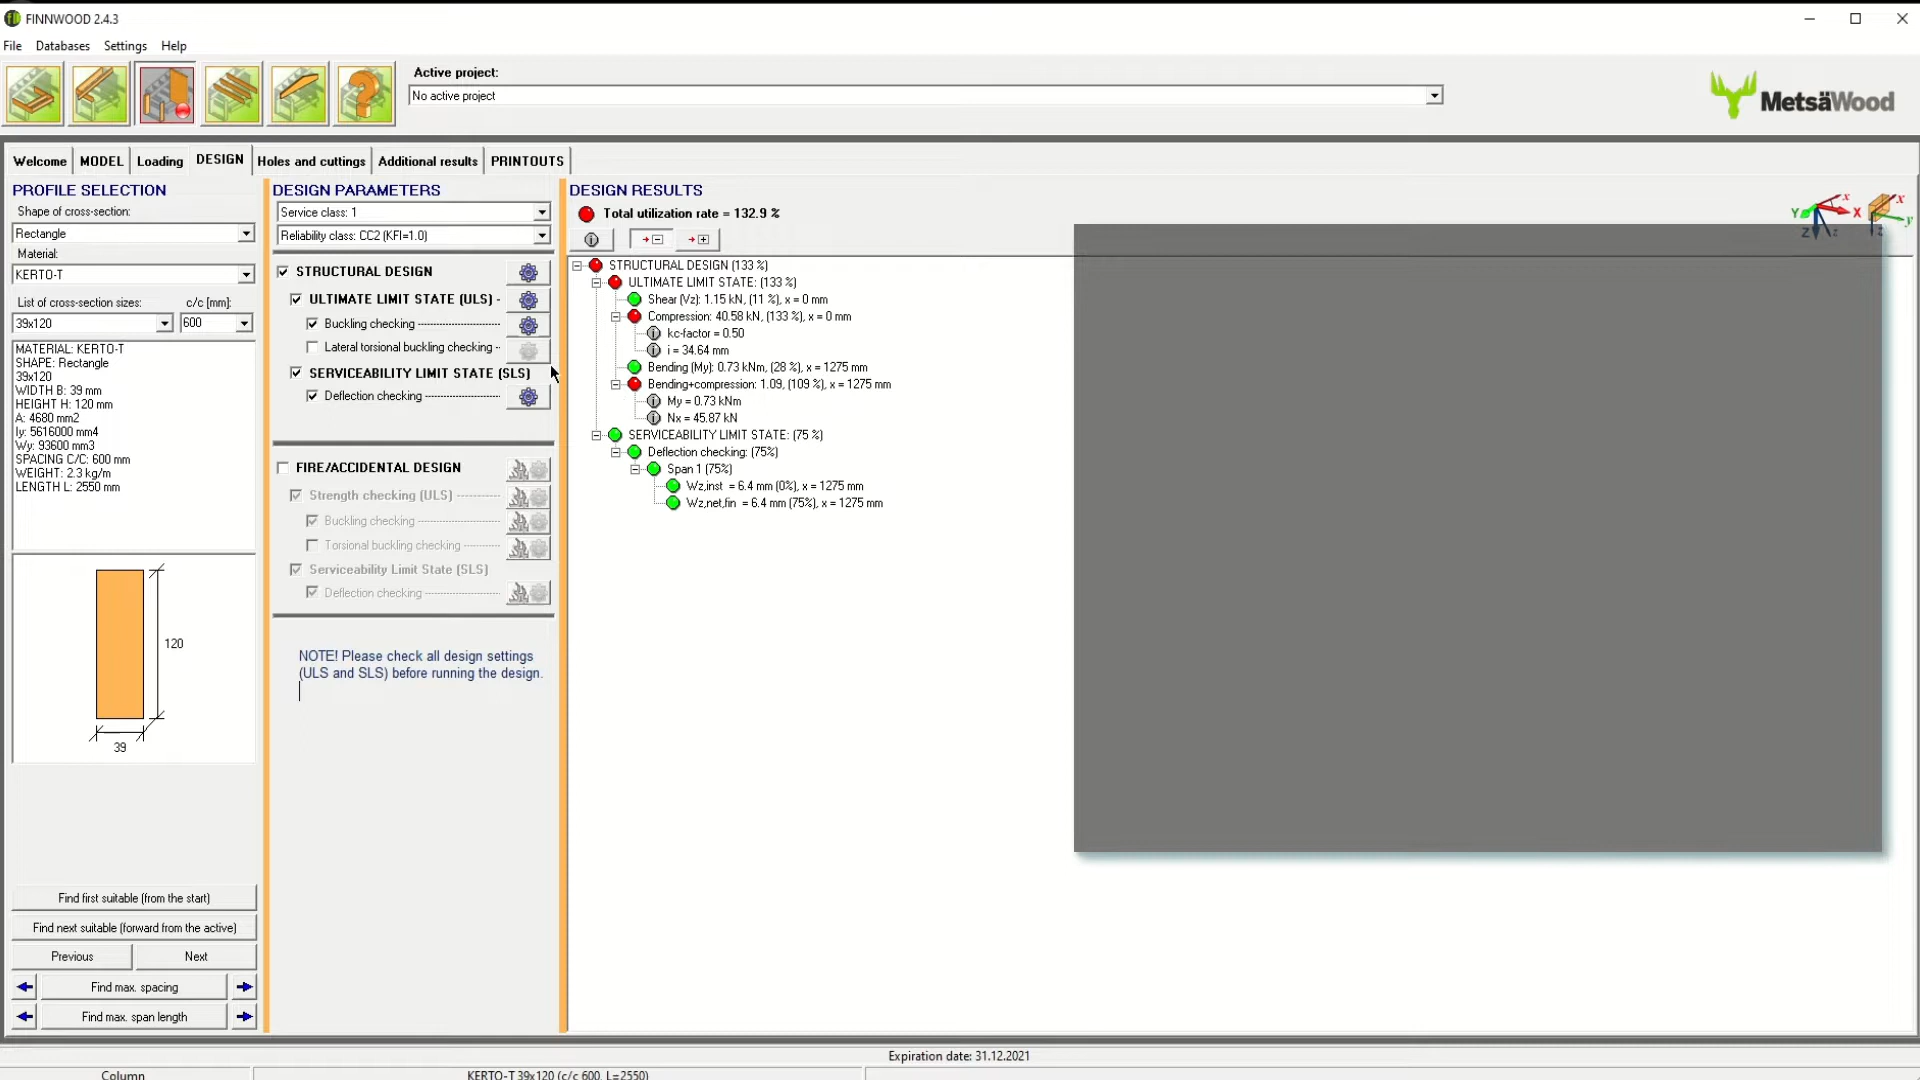 FINNWOOD 2.4.3
File Databases Settings Help
Active project:
No active project
MetsäWood
Welcome MODEL Loading DESIGN Holes and cuttings Additional results PRINTOUTS
PROFILE SELECTION
Shape of cross-section:
Rectangle
Material:
KERTO-T
List of cross-section sizes: c/c [mm]:
39x120 600
MATERIAL: KERTO-T
SHAPE: Rectangle
39x120
WIDTH B: 39 mm
HEIGHT H: 120 mm
A: 4680 mm2
Iy: 5616000 mm4
Wy: 93600 mm3
SPACING C/C: 600 mm
WEIGHT: 2.3 kg/m
LENGTH L: 2550 mm
120
39
Find first suitable (from the start)
Find next suitable (forward from the active)
Previous Next
Find max. spacing
Find max. span length
DESIGN PARAMETERS
Service class: 1
Reliability class: CC2 (KFI=1.0)
STRUCTURAL DESIGN
ULTIMATE LIMIT STATE (ULS) -
Buckling checking
Lateral torsional buckling checking -
SERVICEABILITY LIMIT STATE (SLS)
Deflection checking
FIRE/ACCIDENTAL DESIGN
Strength checking (ULS)
Buckling checking
Torsional buckling checking
Serviceability Limit State (SLS)
Deflection checking
NOTE! Please check all design settings
(ULS and SLS) before running the design.
DESIGN RESULTS
Total utilization rate = 132.9 %
STRUCTURAL DESIGN (133 %)
ULTIMATE LIMIT STATE: (133 %)
Shear (Vz): 1.15 kN, (11 %), x = 0 mm
Compression: 40.58 kN, (133 %), x = 0 mm
kc-factor = 0.50
i = 34.64 mm
Bending (My): 0.73 kNm, (28 %), x = 1275 mm
Bending+compression: 1.09, (109 %), x = 1275 mm
My = 0.73 kNm
Nx = 45.87 kN
SERVICEABILITY LIMIT STATE: (75 %)
Deflection checking: (75%)
Span 1 (75%)
Wz,inst = 6.4 mm (0%), x = 1275 mm
Wz,net,fin = 6.4 mm (75%), x = 1275 mm
Y X Z x z x y z
Expiration date: 31.12.2021
Column KERTO-T 39x120 (c/c 600, L=2550)